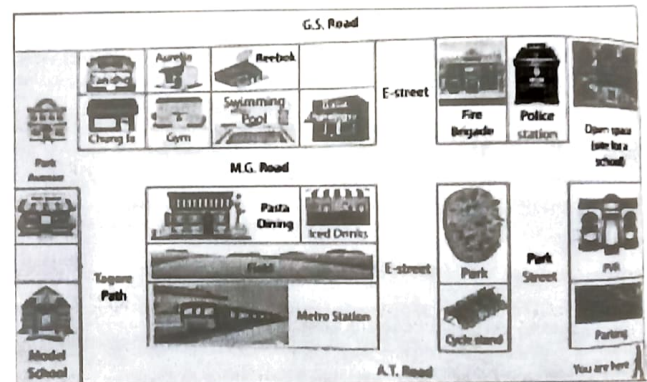 G.S. Road
Aurelia
Reebok
E-street
Fire
Brigade
Police
station
Open space
(site for a
school)
Park
Avenue
Chung fa
Gym
Swimming
Pool
M.G. Road
Pasta
Dining
Iced Drinks
Field
Tagore
Path
E-street
Park
Park
Street
PVR
Metro Station
Cycle stand
Parking
Model
School
A.T. Road
You are here